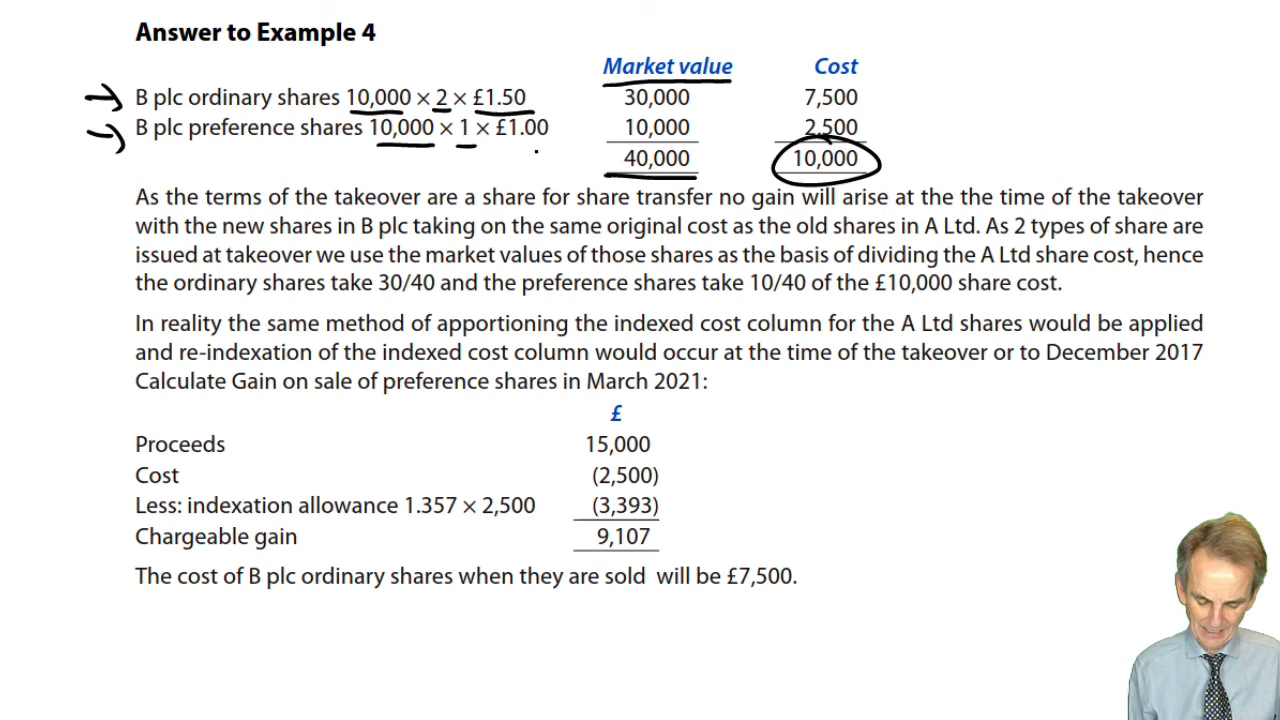 Answer to Example 4
Market value Cost
B plc ordinary shares 10,000 × 2 × £1.50 30,000 7,500
B plc preference shares 10,000 × 1 × £1.00 10,000 2,500
40,000 10,000
As the terms of the takeover are a share for share transfer no gain will arise at the the time of the takeover
with the new shares in B plc taking on the same original cost as the old shares in A Ltd. As 2 types of share are
issued at takeover we use the market values of those shares as the basis of dividing the A Ltd share cost, hence
the ordinary shares take 30/40 and the preference shares take 10/40 of the £10,000 share cost.
In reality the same method of apportioning the indexed cost column for the A Ltd shares would be applied
and re-indexation of the indexed cost column would occur at the time of the takeover or to December 2017
Calculate Gain on sale of preference shares in March 2021:
£
Proceeds 15,000
Cost (2,500)
Less: indexation allowance 1.357 × 2,500 (3,393)
Chargeable gain 9,107
The cost of B plc ordinary shares when they are sold will be £7,500.